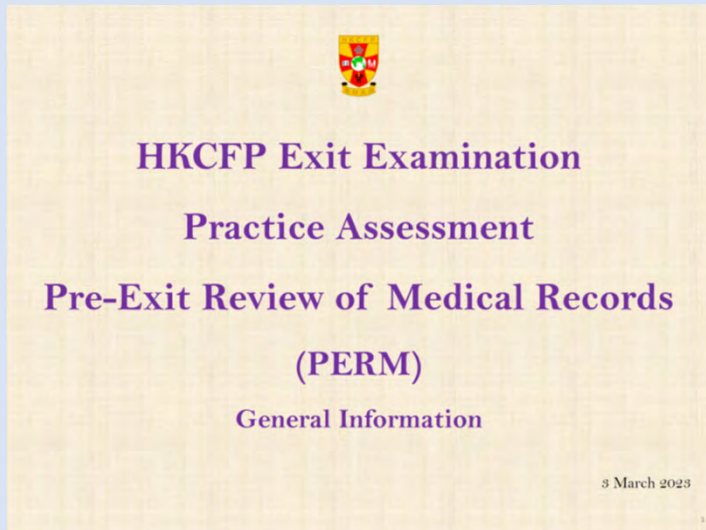 HKCFP Exit Examination
Practice Assessment
Pre-Exit Review of Medical Records
(PERM)
General Information
3 March 2023